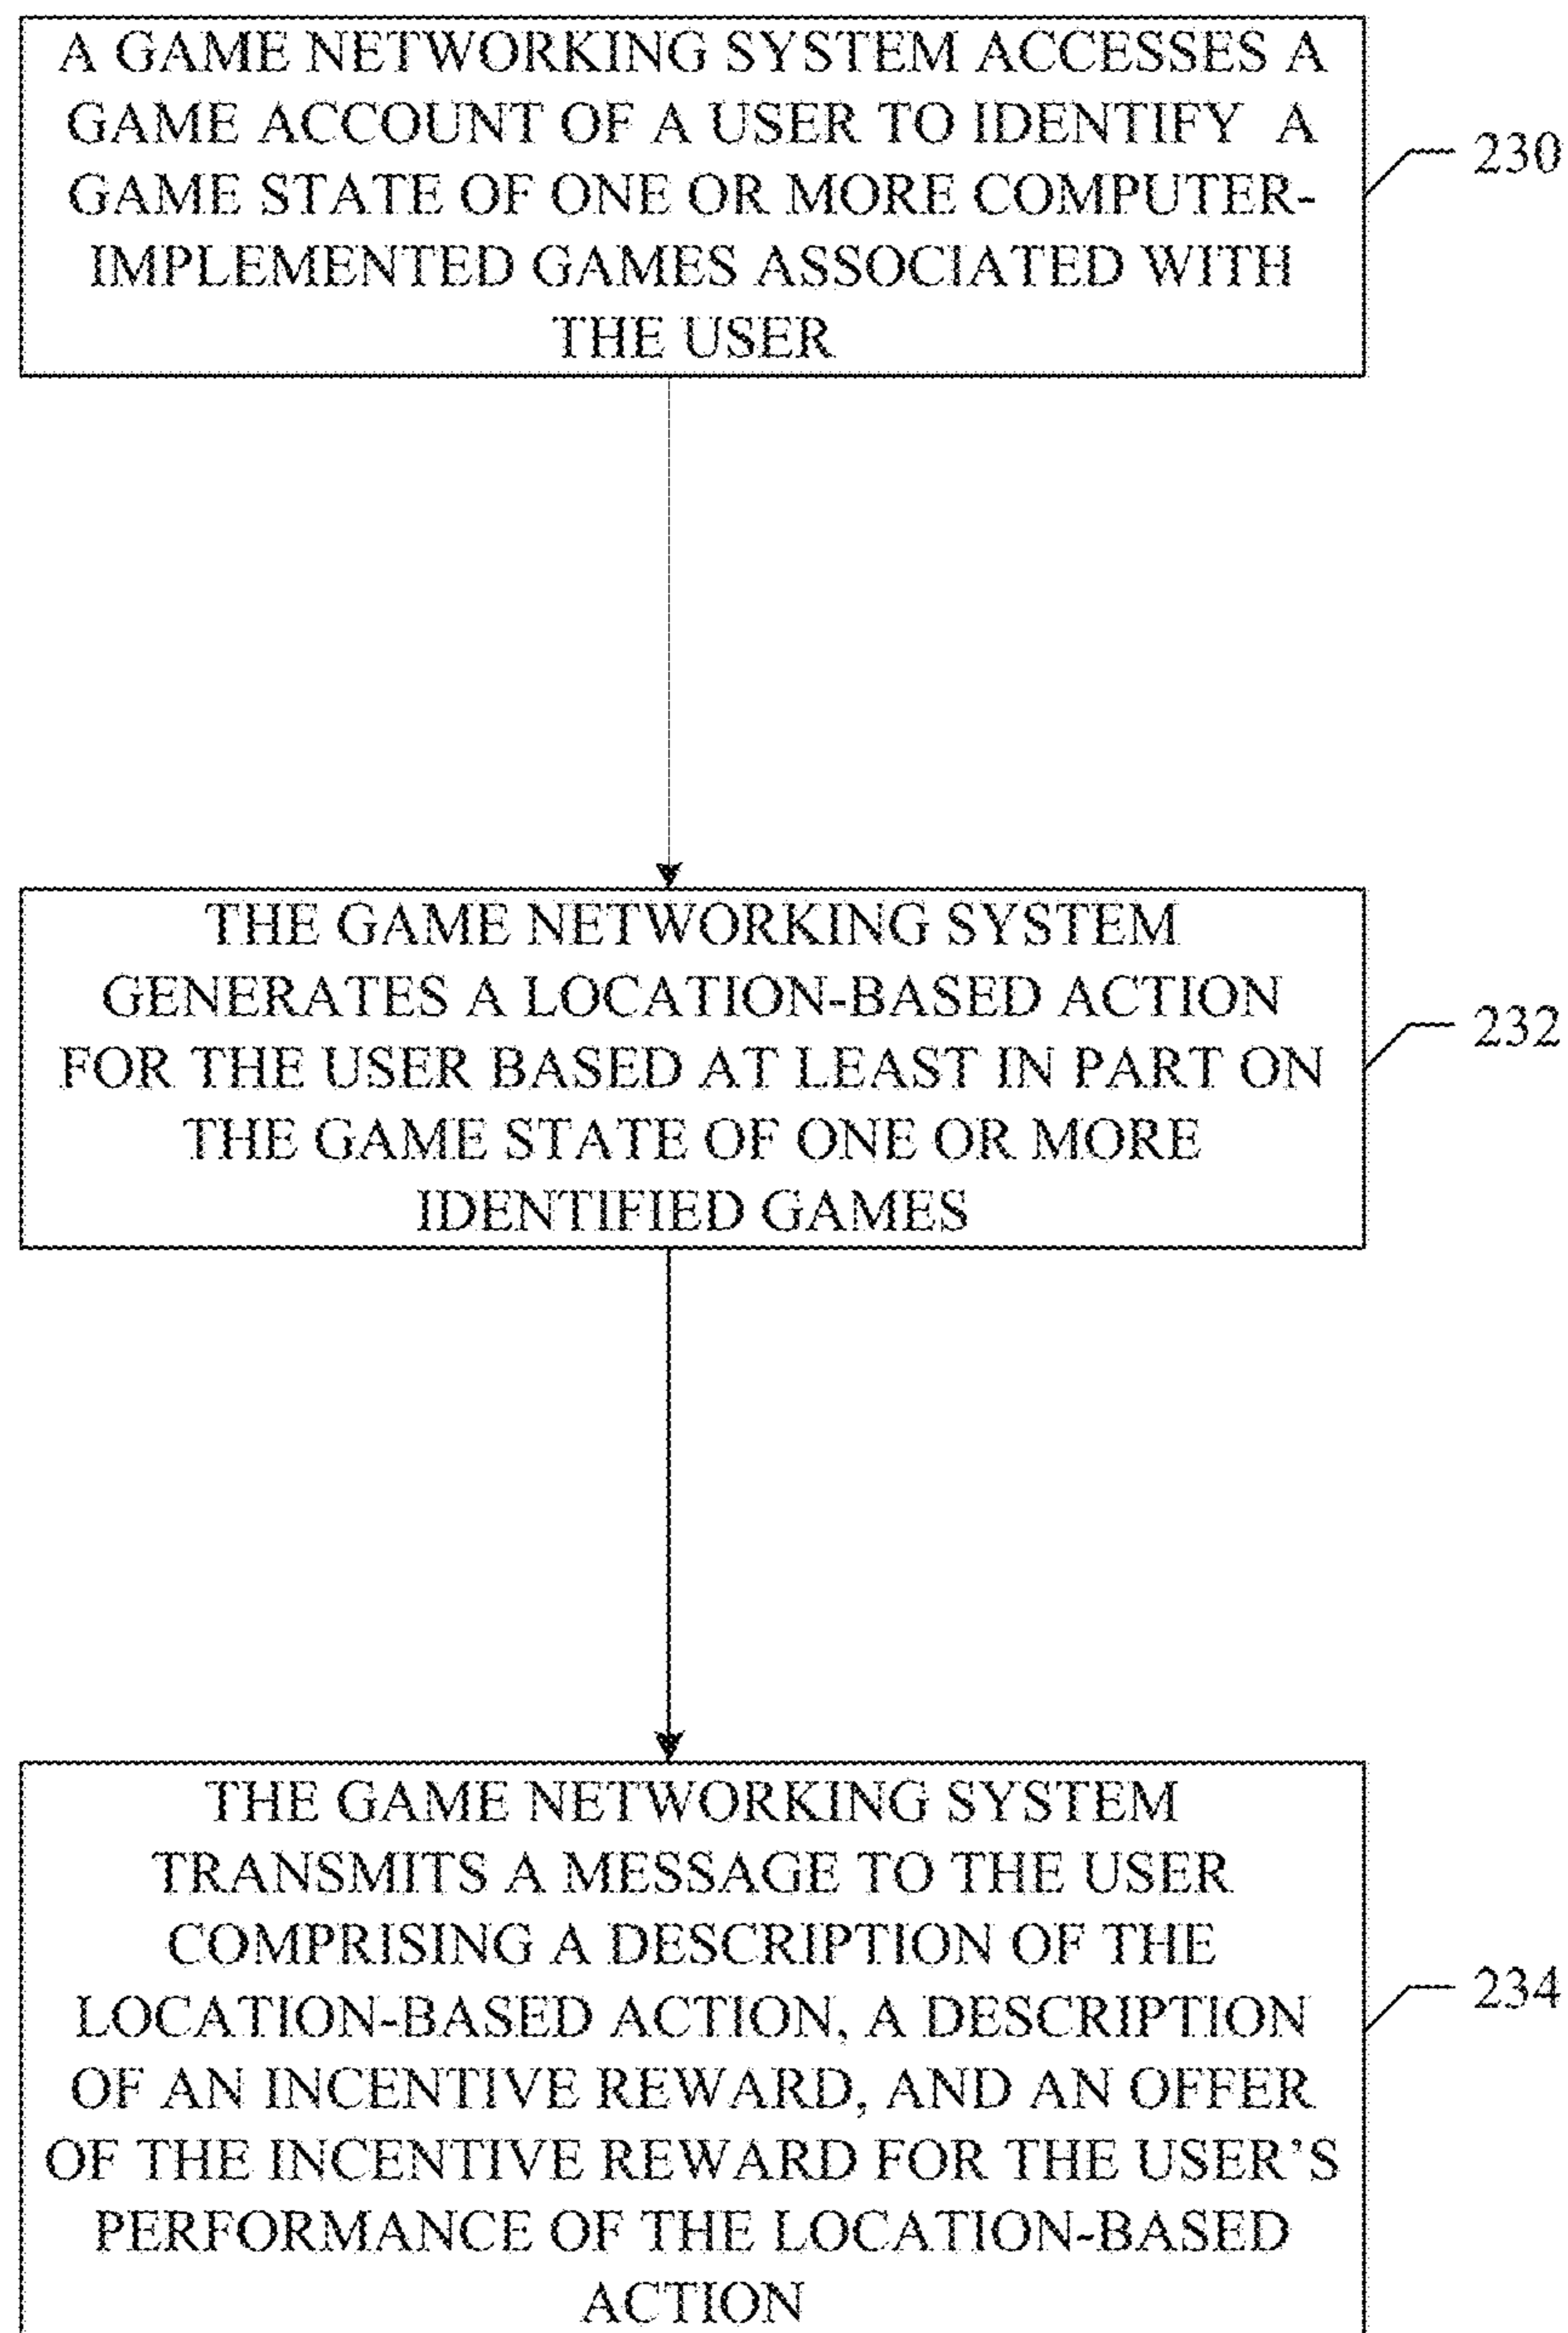 A GAME NETWORKING SYSTEM ACCESSES A
GAME ACCOUNT OF A USER TO IDENTIFY A
GAME STATE OF ONE OR MORE COMPUTER-
IMPLEMENTED GAMES ASSOCIATED WITH
THE USER
230
THE GAME NETWORKING SYSTEM
GENERATES A LOCATION-BASED ACTION
FOR THE USER BASED AT LEAST IN PART ON
THE GAME STATE OF ONE OR MORE
IDENTIFIED GAMES
232
THE GAME NETWORKING SYSTEM
TRANSMITS A MESSAGE TO THE USER
COMPRISING A DESCRIPTION OF THE
LOCATION-BASED ACTION, A DESCRIPTION
OF AN INCENTIVE REWARD, AND AN OFFER
OF THE INCENTIVE REWARD FOR THE USER’S
PERFORMANCE OF THE LOCATION-BASED
ACTION
234